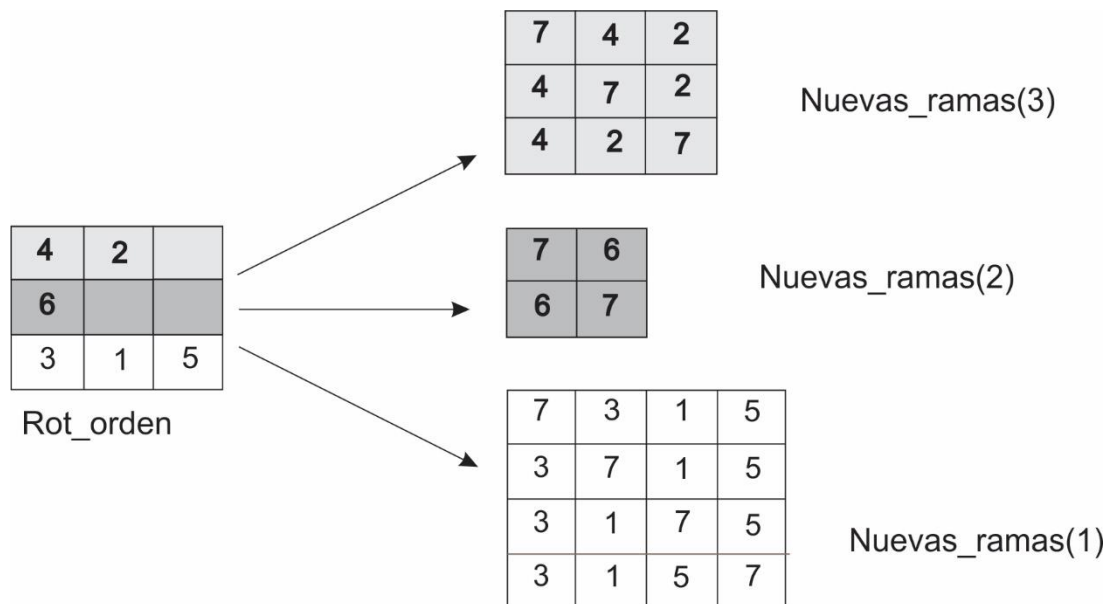 7 4 2
4 7 2
4 2 7
Nuevas_ramas(3)
4 2
6
3 1 5
Rot_orden
7 6
6 7
Nuevas_ramas(2)
7 3 1 5
3 7 1 5
3 1 7 5
3 1 5 7
Nuevas_ramas(1)